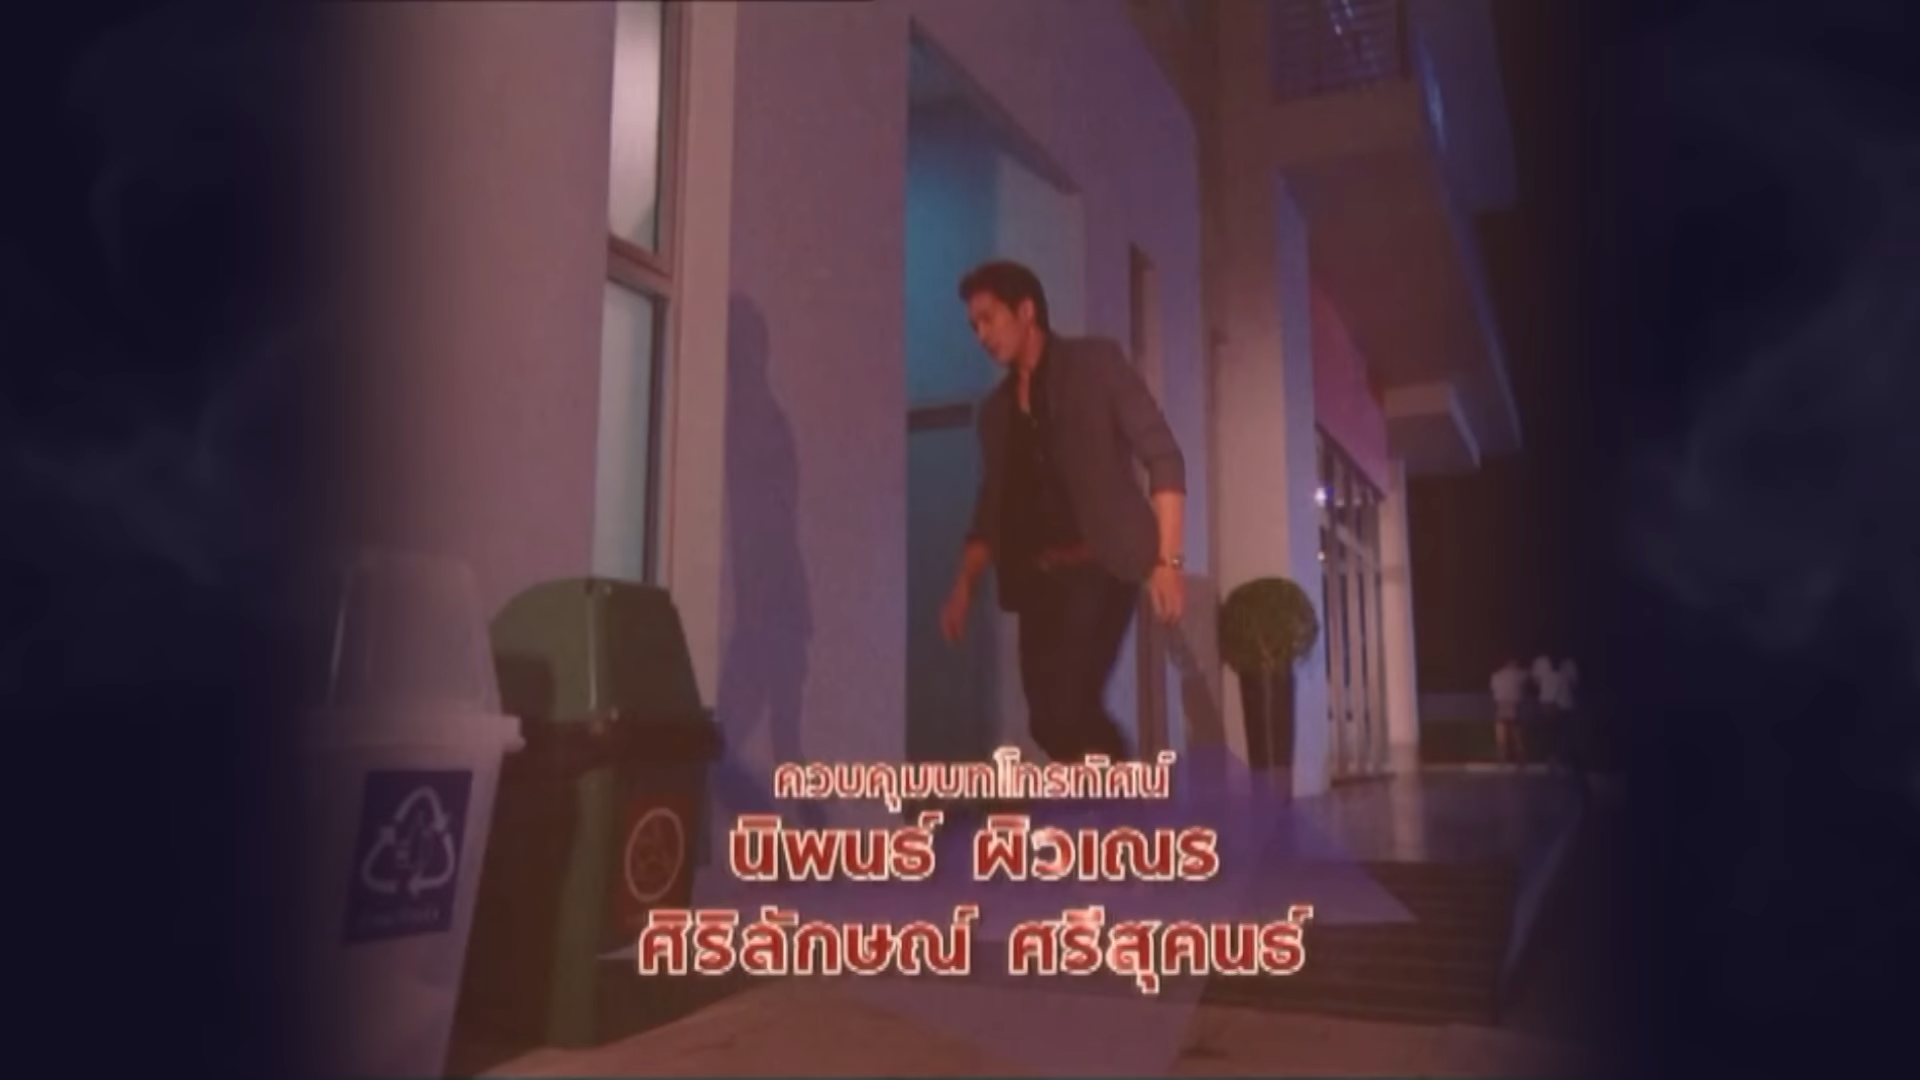 ควบคุมบทโทรทัศน์
นิพนธ์ ผิวเณร
ศิริลักษณ์ ศรีสุคนธ์